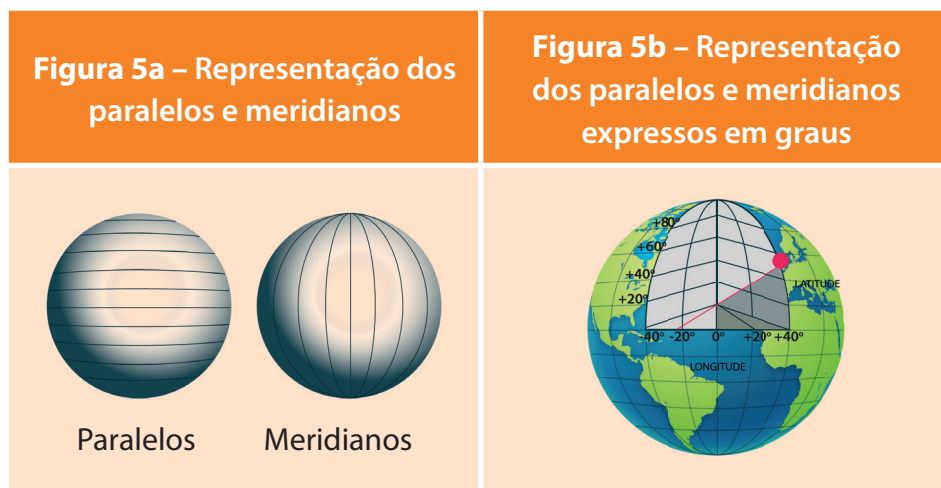 Figura 5a – Representação dos
paralelos e meridianos
Figura 5b – Representação
dos paralelos e meridianos
expressos em graus
Paralelos
Meridianos
+80º
+60º
+40º
+20º
LATITUDE
-40º -20º 0º +20º +40º
LONGITUDE